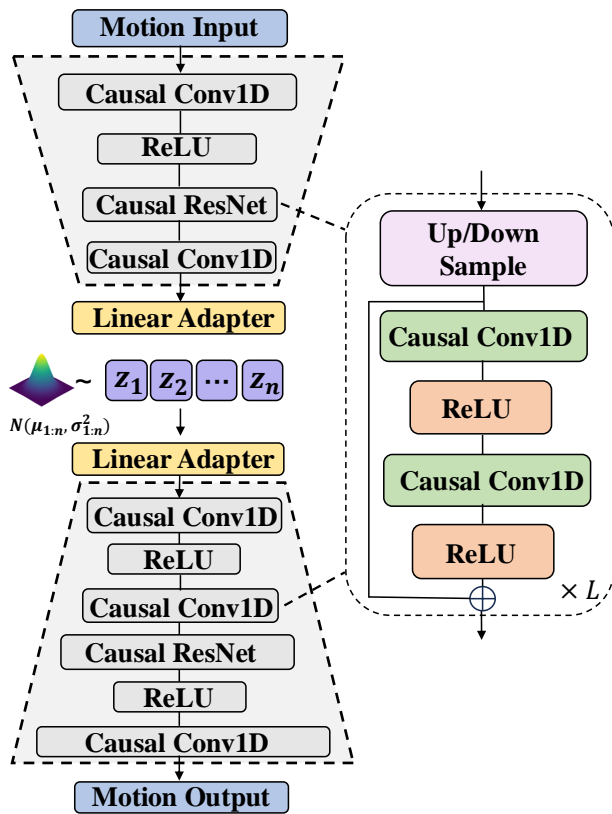 Motion Input
Causal Conv1D
ReLU
Causal ResNet
Causal Conv1D
Linear Adapter
~ z₁ z₂ ... zₙ
N(μ₁:ₙ, σ²₁:ₙ)
Linear Adapter
Causal Conv1D
ReLU
Causal Conv1D
Causal ResNet
ReLU
Causal Conv1D
Motion Output
Up/Down
Sample
Causal Conv1D
ReLU
Causal Conv1D
ReLU
× L